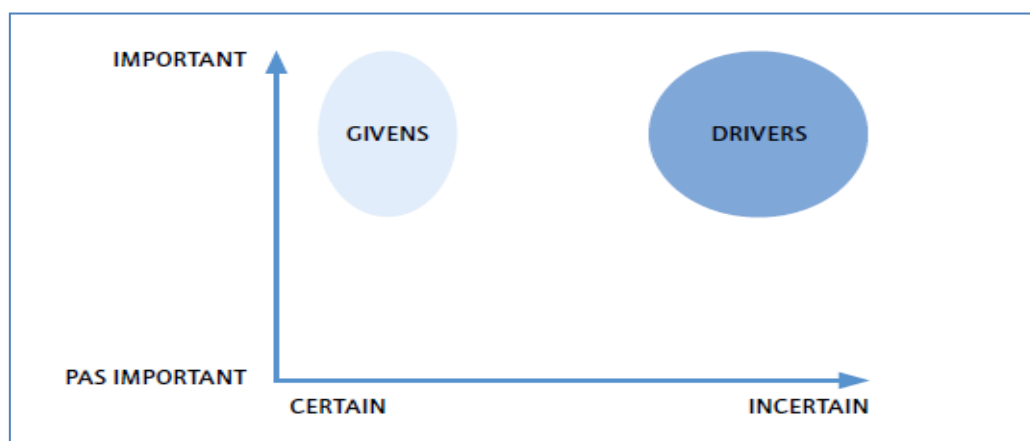 IMPORTANT
GIVENS
DRIVERS
PAS IMPORTANT
CERTAIN
INCERTAIN